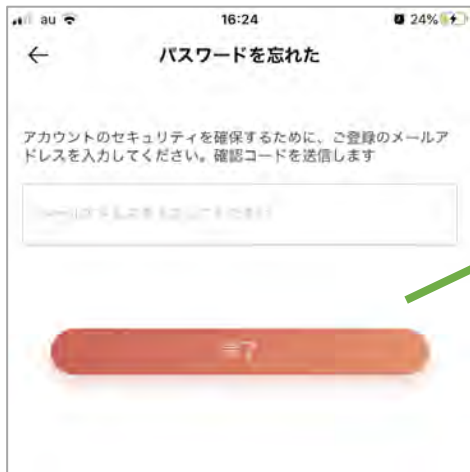 au 16:24 24%
パスワードを忘れた
アカウントのセキュリティを確保するために、ご登録のメールア
ドレスを入力してください。確認コードを送信します